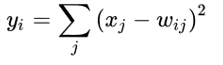 y_i = \sum_j (x_j - w_{ij})^2